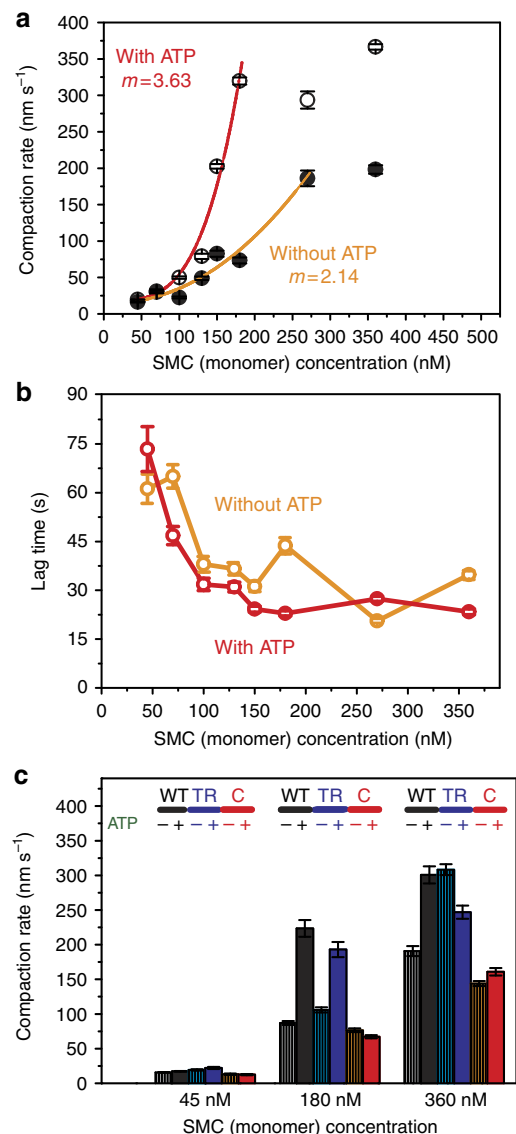 a
400
350
300
250
200
150
100
50
0
Compaction rate (nm s⁻¹)
With ATP
m=3.63
Without ATP
m=2.14
0 50 100 150 200 250 300 350 400 450 500
SMC (monomer) concentration (nM)
b
90
75
60
45
30
15
0
Lag time (s)
Without ATP
With ATP
0 50 100 150 200 250 300 350
SMC (monomer) concentration (nM)
c
WT TR C WT TR C WT TR C
ATP − + − + − + − + − + − + − + − + − +
400
350
300
250
200
150
100
50
0
Compaction rate (nm s⁻¹)
45 nM 180 nM 360 nM
SMC (monomer) concentration